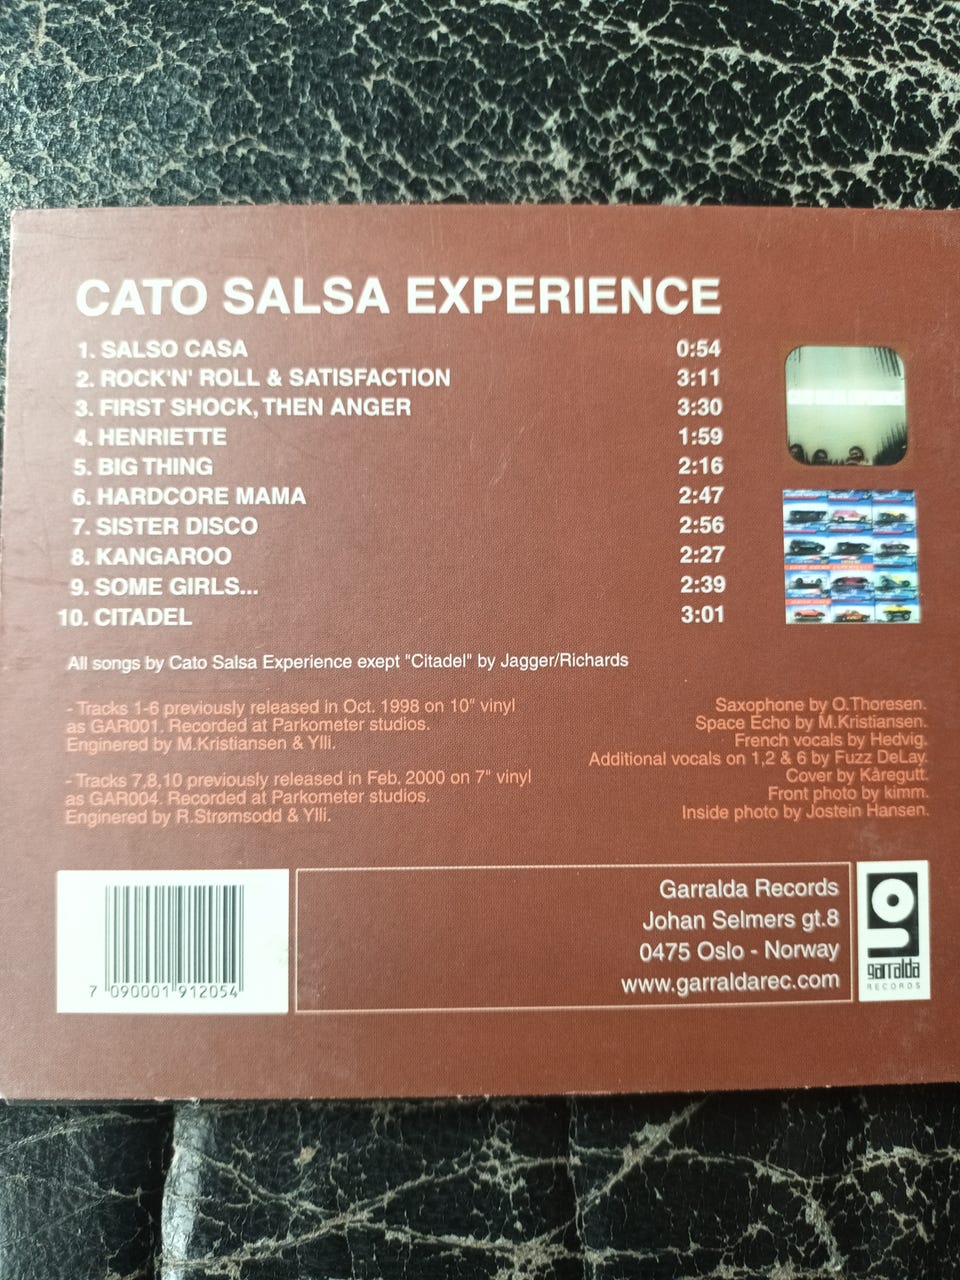 CATO SALSA EXPERIENCE
1. SALSO CASA 0:54
2. ROCK'N' ROLL & SATISFACTION 3:11
3. FIRST SHOCK, THEN ANGER 3:30
4. HENRIETTE 1:59
5. BIG THING 2:16
6. HARDCORE MAMA 2:47
7. SISTER DISCO 2:56
8. KANGAROO 2:27
9. SOME GIRLS... 2:39
10. CITADEL 3:01
All songs by Cato Salsa Experience exept "Citadel" by Jagger/Richards
- Tracks 1-6 previously released in Oct. 1998 on 10" vinyl
as GAR001. Recorded at Parkometer studios.
Enginered by M.Kristiansen & Ylli.
- Tracks 7,8,10 previously released in Feb. 2000 on 7" vinyl
as GAR004. Recorded at Parkometer studios.
Enginered by R.Strømsodd & Ylli.
Saxophone by O.Thoresen.
Space Echo by M.Kristiansen.
French vocals by Hedvig.
Additional vocals on 1,2 & 6 by Fuzz DeLay.
Cover by Kåregutt.
Front photo by kimm.
Inside photo by Jostein Hansen.
7 090001 912054
Garralda Records
Johan Selmers gt.8
0475 Oslo - Norway
www.garraldarec.com
garralda
RECORDS